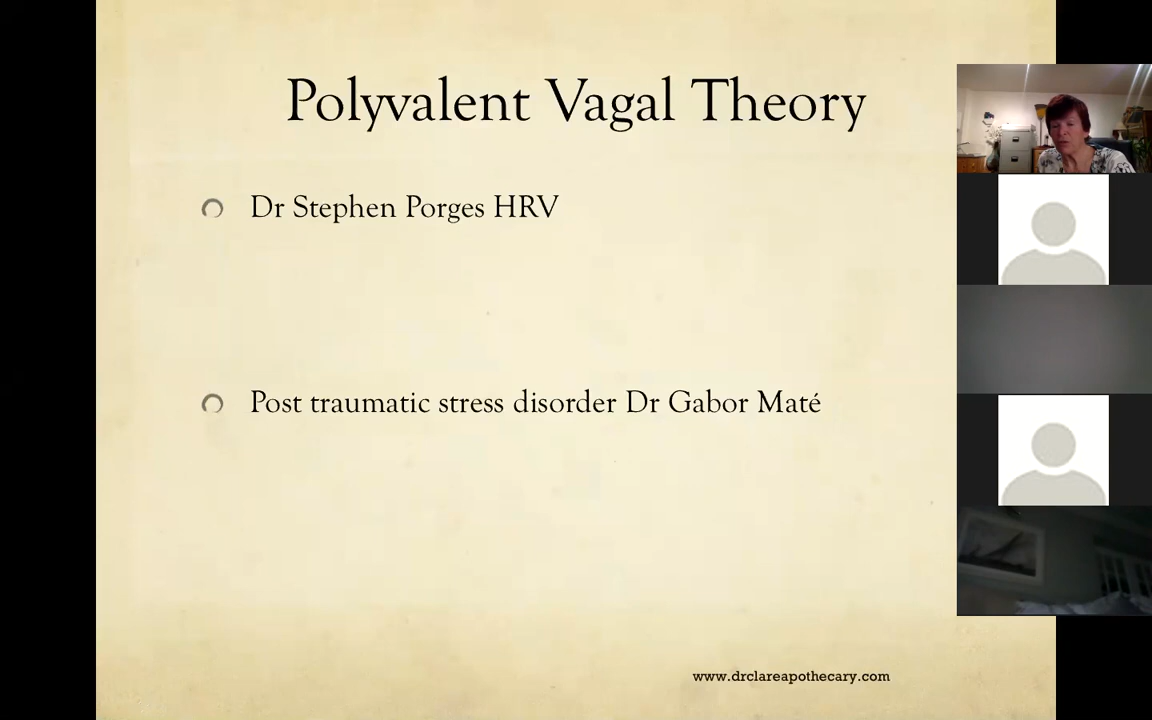 Polyvalent Vagal Theory
Dr Stephen Porges HRV
Post traumatic stress disorder Dr Gabor Maté
www.drclareapothecary.com